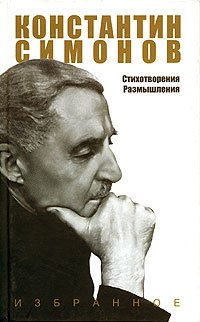 КОНСТАНТИН
СИМОНОВ
Стихотворения
Размышления
ИЗБРАННОЕ